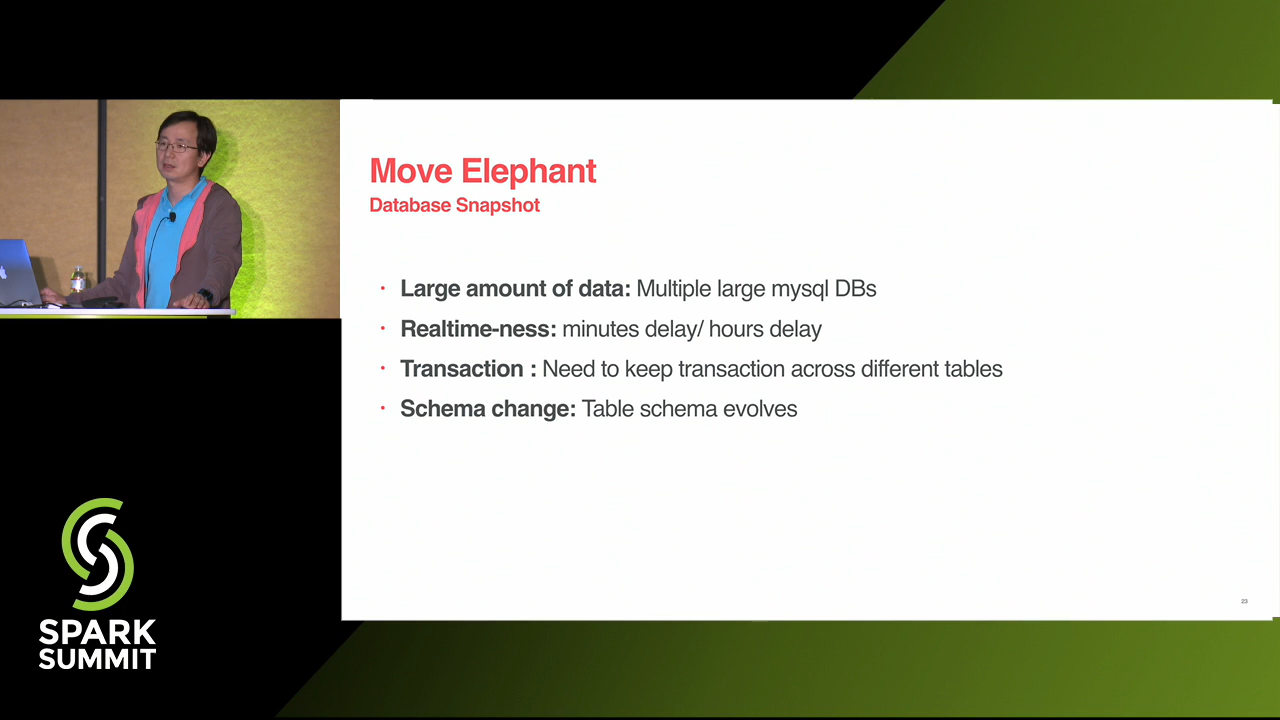 Move Elephant
Database Snapshot
· Large amount of data: Multiple large mysql DBs
· Realtime-ness: minutes delay/ hours delay
· Transaction : Need to keep transaction across different tables
· Schema change: Table schema evolves
23
SPARK
SUMMIT